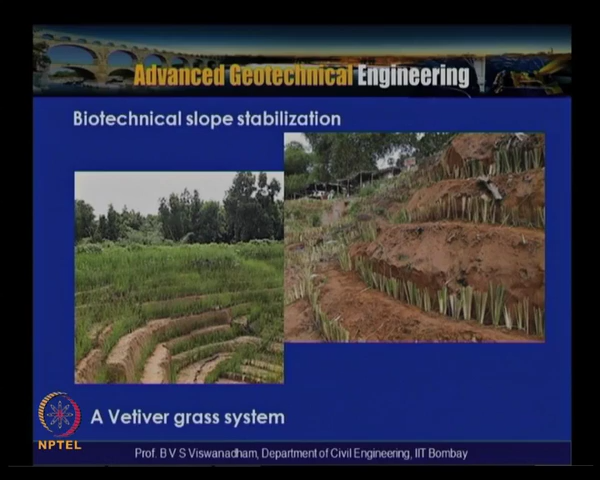 Advanced Geotechnical Engineering
Biotechnical slope stabilization
A Vetiver grass system
NPTEL
Prof. B V S Viswanadham, Department of Civil Engineering, IIT Bombay